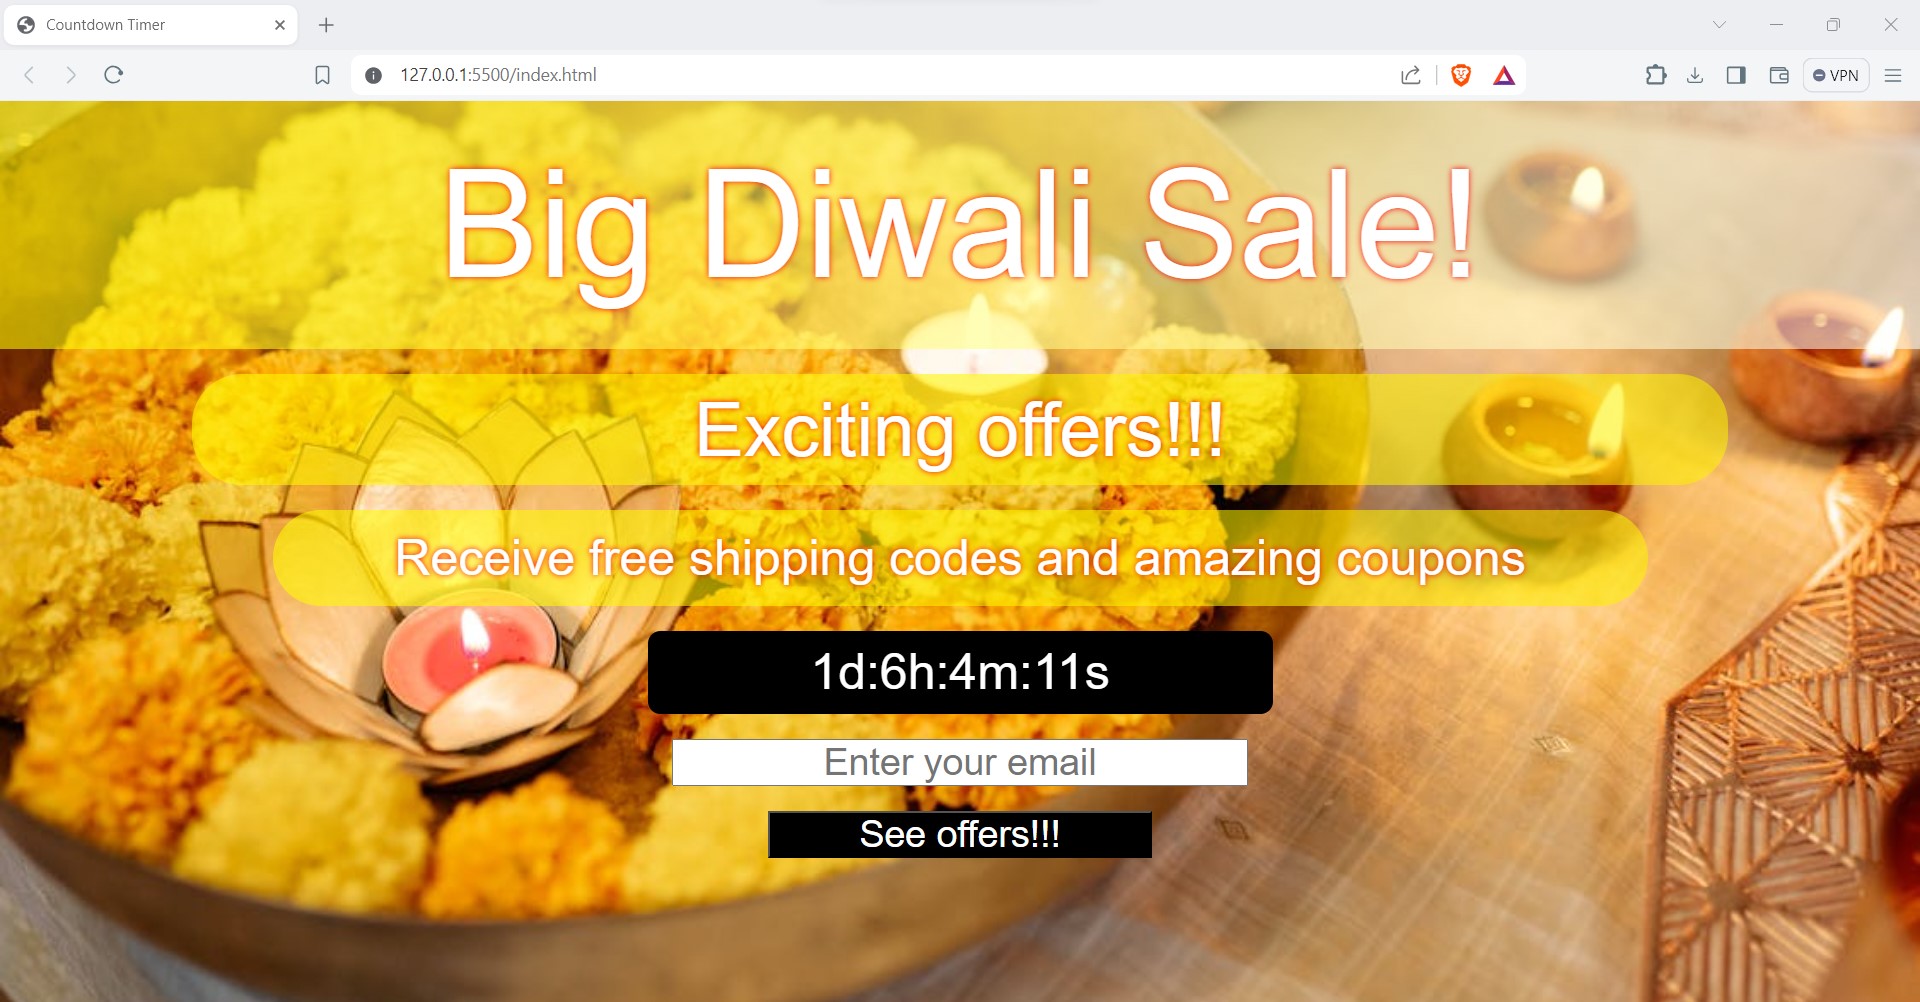 Countdown Timer
127.0.0.1:5500/index.html
VPN
Big Diwali Sale!
Exciting offers!!!
Receive free shipping codes and amazing coupons
1d:6h:4m:11s
Enter your email
See offers!!!